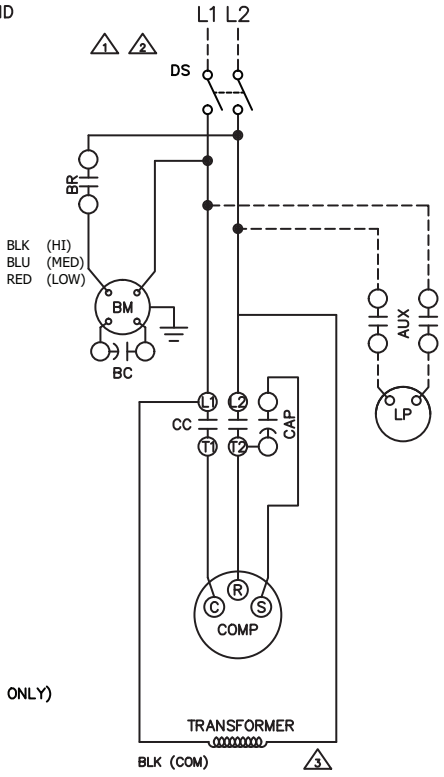 ND
L1 L2
1 2
DS
BR
BLK (HI)
BLU (MED)
RED (LOW)
BM
BC
AUX
LP
L1 L2
CC
CAP
T1 T2
R
C S
COMP
ONLY)
TRANSFORMER
BLK (COM)
3